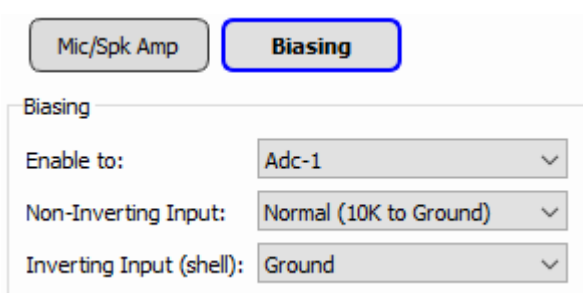 Mic/Spk Amp Biasing
Biasing
Enable to: Adc-1
Non-Inverting Input: Normal (10K to Ground)
Inverting Input (shell): Ground